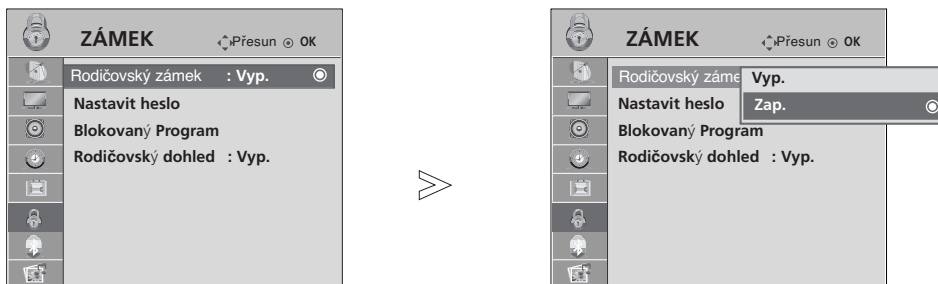 ZÁMEK Přesun OK
Rodičovský zámek : Vyp.
Nastavit heslo
Blokovaný Program
Rodičovský dohled : Vyp.
ZÁMEK Přesun OK
Rodičovský záme Vyp.
Nastavit heslo Zap.
Blokovaný Program
Rodičovský dohled : Vyp.